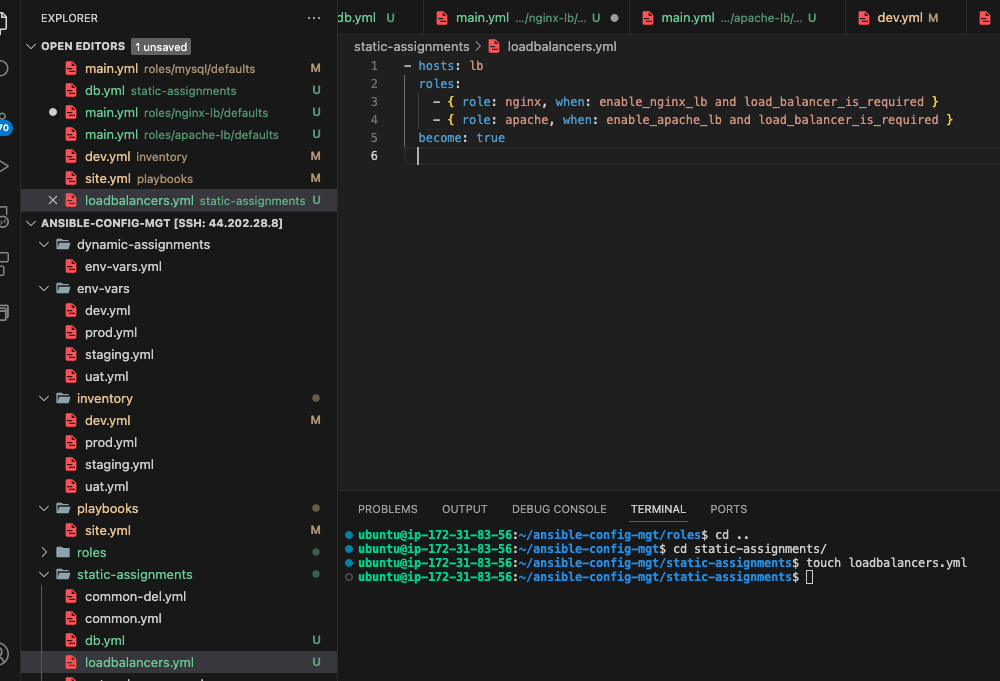 EXPLORER
OPEN EDITORS 1 unsaved
main.yml roles/mysql/defaults M
db.yml static-assignments U
main.yml roles/nginx-lb/defaults U
main.yml roles/apache-lb/defaults U
dev.yml inventory M
site.yml playbooks M
loadbalancers.yml static-assignments U
ANSIBLE-CONFIG-MGT [SSH: 44.202.28.8]
dynamic-assignments
env-vars.yml
env-vars
dev.yml
prod.yml
staging.yml
uat.yml
inventory
dev.yml M
prod.yml
staging.yml
uat.yml
playbooks
site.yml M
roles
static-assignments
common-del.yml
common.yml
db.yml U
loadbalancers.yml U
70
db.yml U
main.yml .../nginx-lb/... U
main.yml .../apache-lb/... U
dev.yml M
static-assignments > loadbalancers.yml
1 - hosts: lb
2 roles:
3 - { role: nginx, when: enable_nginx_lb and load_balancer_is_required }
4 - { role: apache, when: enable_apache_lb and load_balancer_is_required }
5 become: true
6
PROBLEMS OUTPUT DEBUG CONSOLE TERMINAL PORTS
ubuntu@ip-172-31-83-56:~/ansible-config-mgt/roles$ cd ..
ubuntu@ip-172-31-83-56:~/ansible-config-mgt$ cd static-assignments/
ubuntu@ip-172-31-83-56:~/ansible-config-mgt/static-assignments$ touch loadbalancers.yml
ubuntu@ip-172-31-83-56:~/ansible-config-mgt/static-assignments$